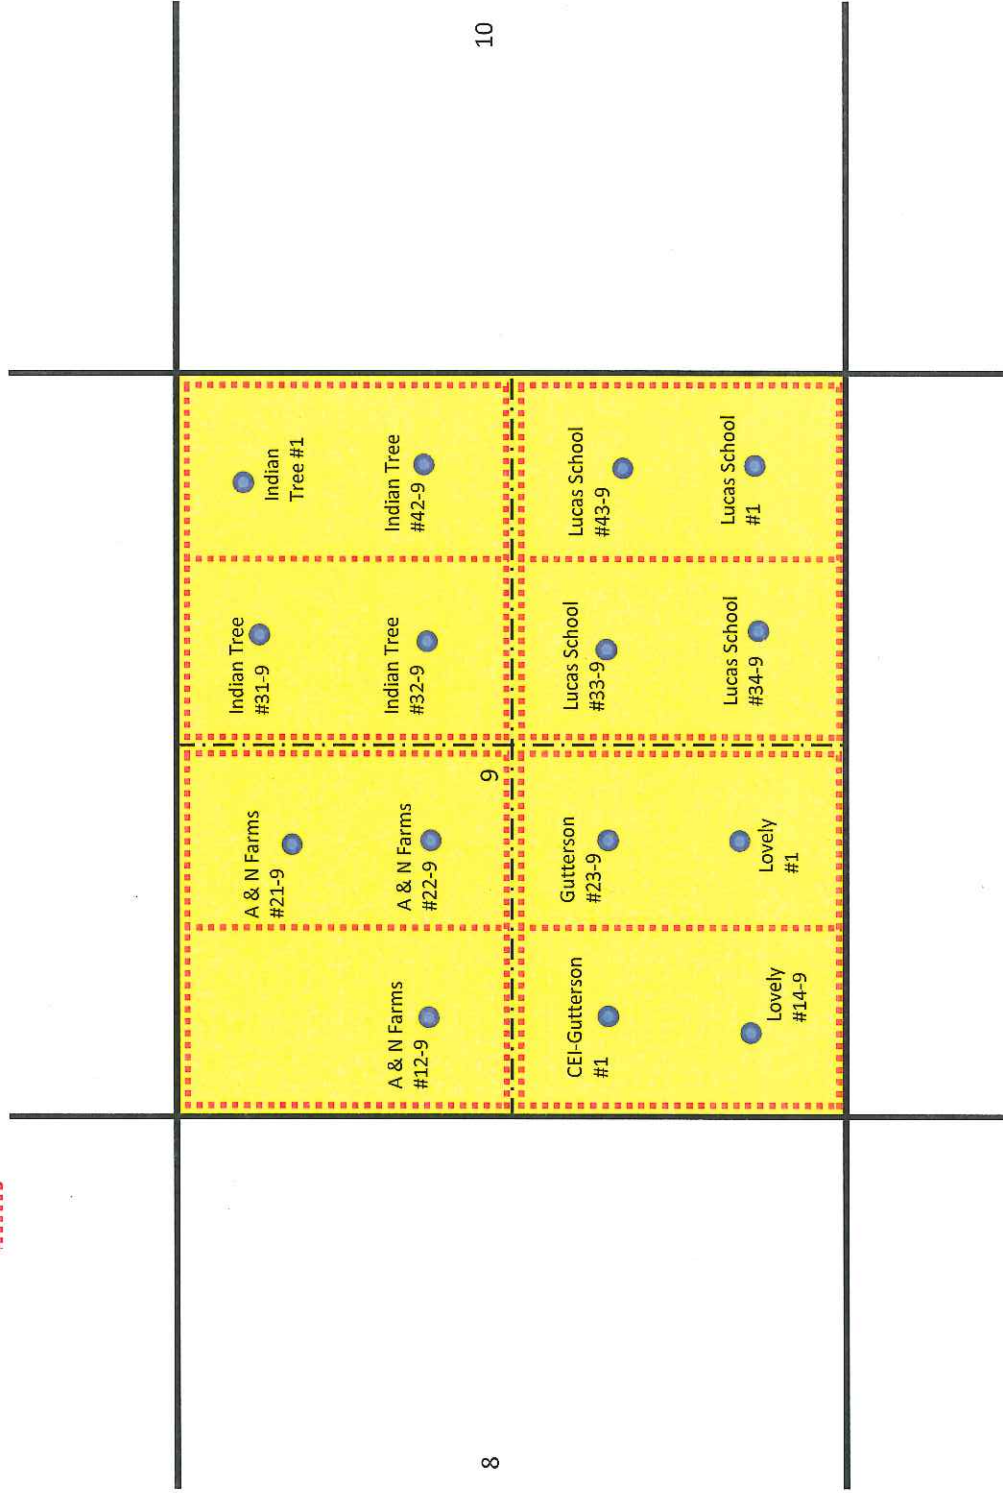 A & N Farms
#21-9
Indian Tree
#31-9
Indian
Tree #1
A & N Farms
#12-9
A & N Farms
#22-9
Indian Tree
#32-9
Indian Tree
#42-9
8
9
10
CEI-Gutterson
#1
Gutterson
#23-9
Lucas School
#33-9
Lucas School
#43-9
Lovely
#14-9
Lovely
#1
Lucas School
#34-9
Lucas School
#1